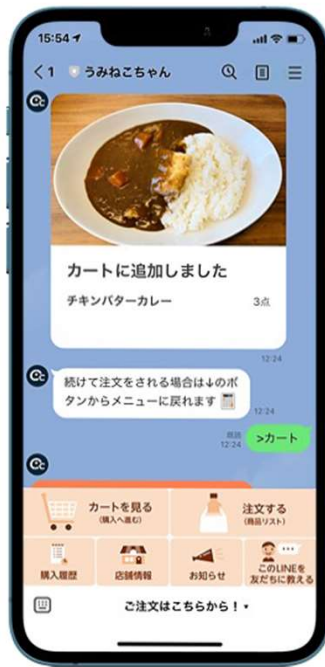 15:54
1 うみねこちゃん
カートに追加しました
チキンバターカレー 3点
12:24
続けて注文をされる場合は↓のボ
タンからメニューに戻れます
12:24
既読
12:24
>カート
カートを見る
(購入へ進む)
注文する
(商品リスト)
購入履歴
店舗情報
お知らせ
このLINEを
友だちに教える
ご注文はこちらから！